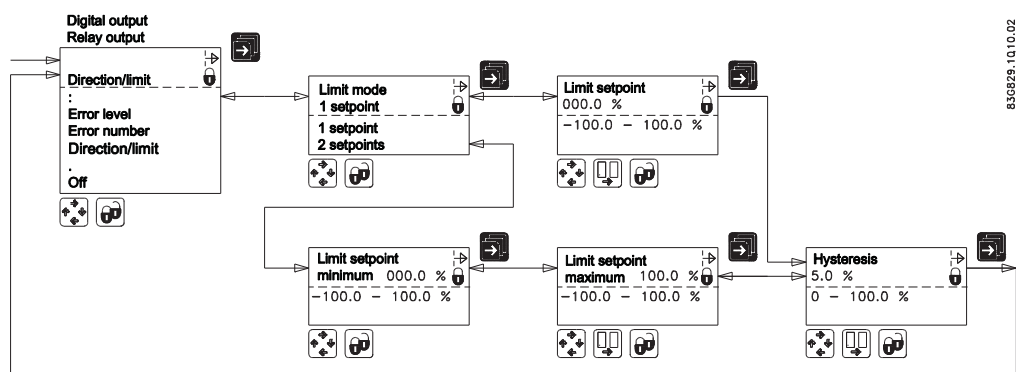 Digital output
Relay output
Direction/limit
:
Error level
Error number
Direction/limit
:
Off
Limit mode
1 setpoint
1 setpoint
2 setpoints
Limit setpoint
000.0 %
-100.0 - 100.0 %
Limit setpoint
minimum 000.0 %
-100.0 - 100.0 %
Limit setpoint
maximum 100.0 %
-100.0 - 100.0 %
Hysteresis
5.0 %
0 - 100.0 %
83G829.1Q10.02